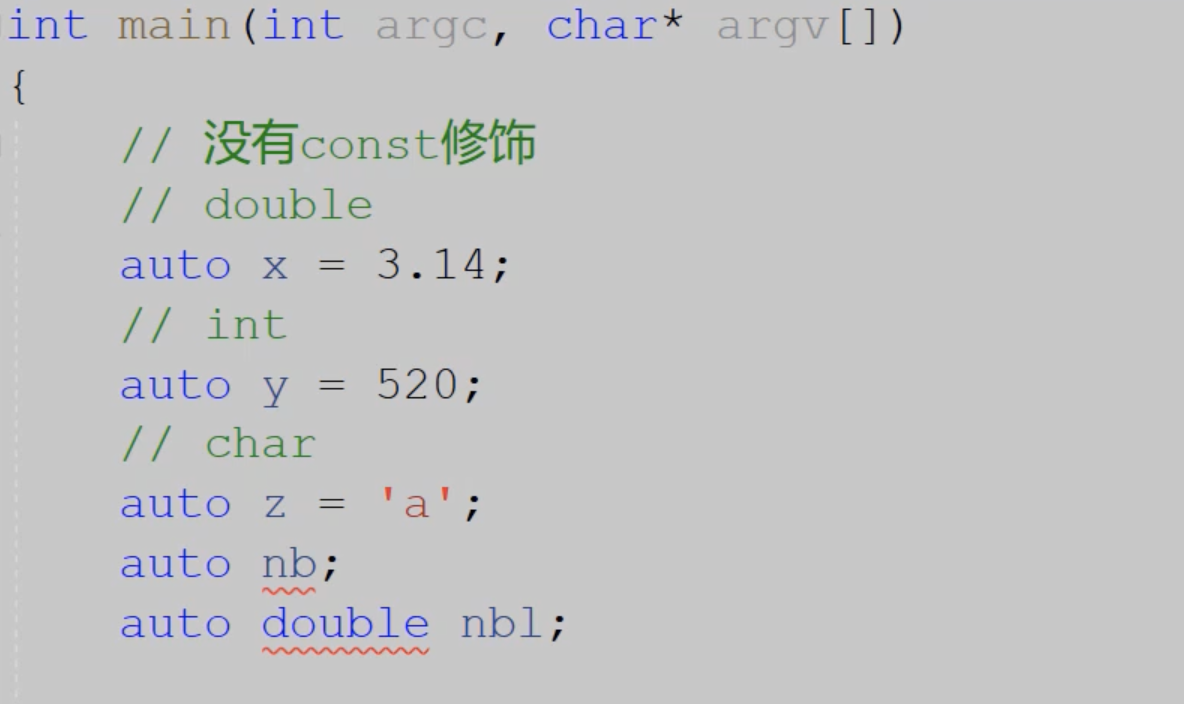 int main(int argc, char* argv[])
{
// 没有const修饰
// double
auto x = 3.14;
// int
auto y = 520;
// char
auto z = 'a';
auto nb;
auto double nbl;